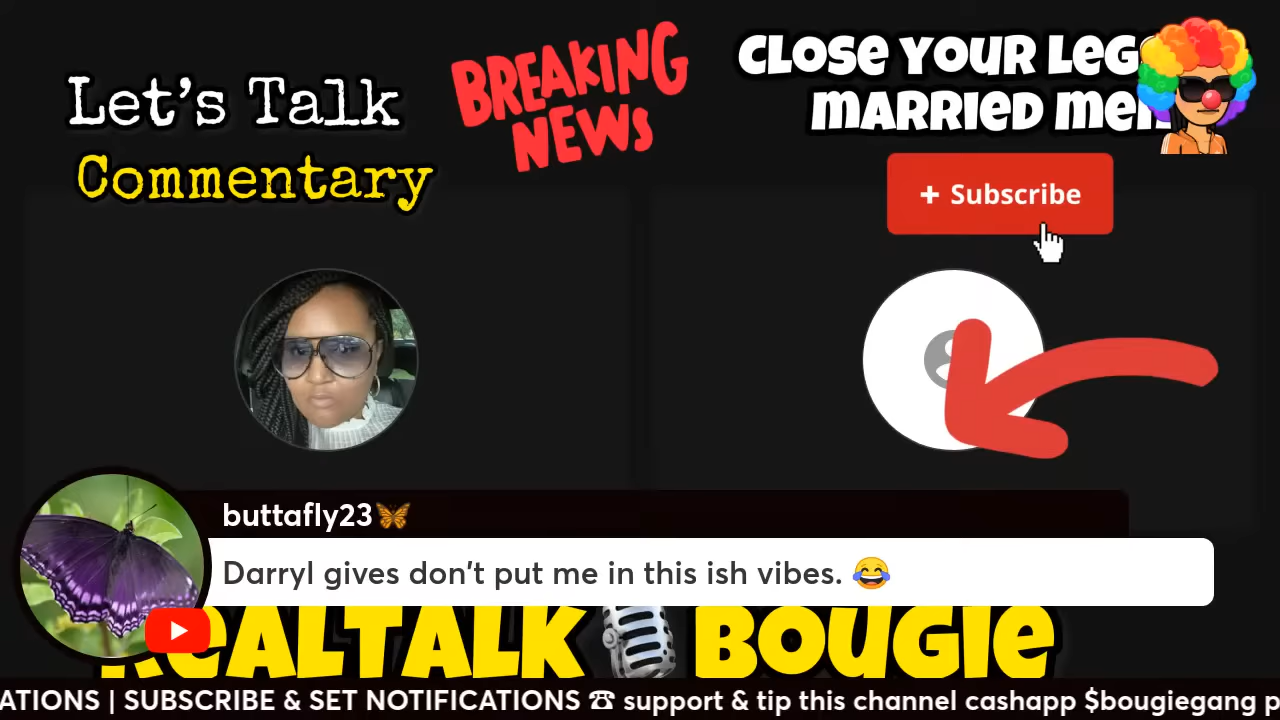 Let's Talk
Commentary
BREAKING
NEWS
CLOSE YOUR LEG
MARRIED MEN
+ Subscribe
buttafly23🦋
Darryl gives don't put me in this ish vibes. 😂
REALTALK BOUGIE
ATIONS | SUBSCRIBE & SET NOTIFICATIONS ☎ support & tip this channel cashapp $bougiegang p